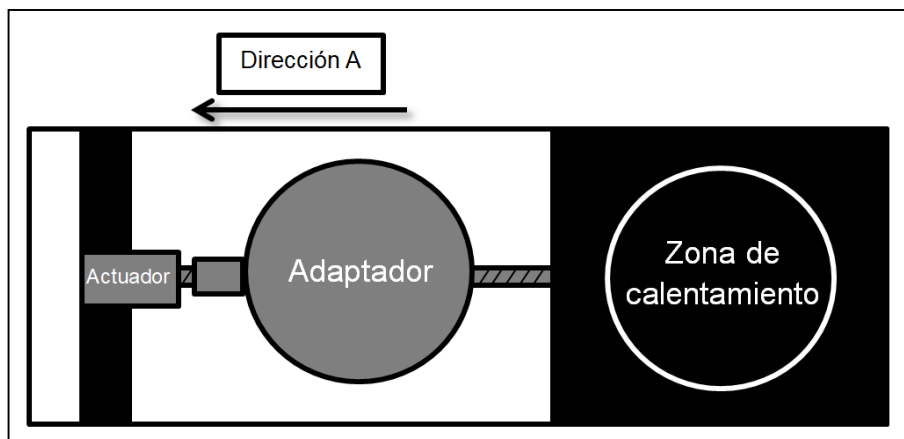 Dirección A
Actuador
Adaptador
Zona de
calentamiento